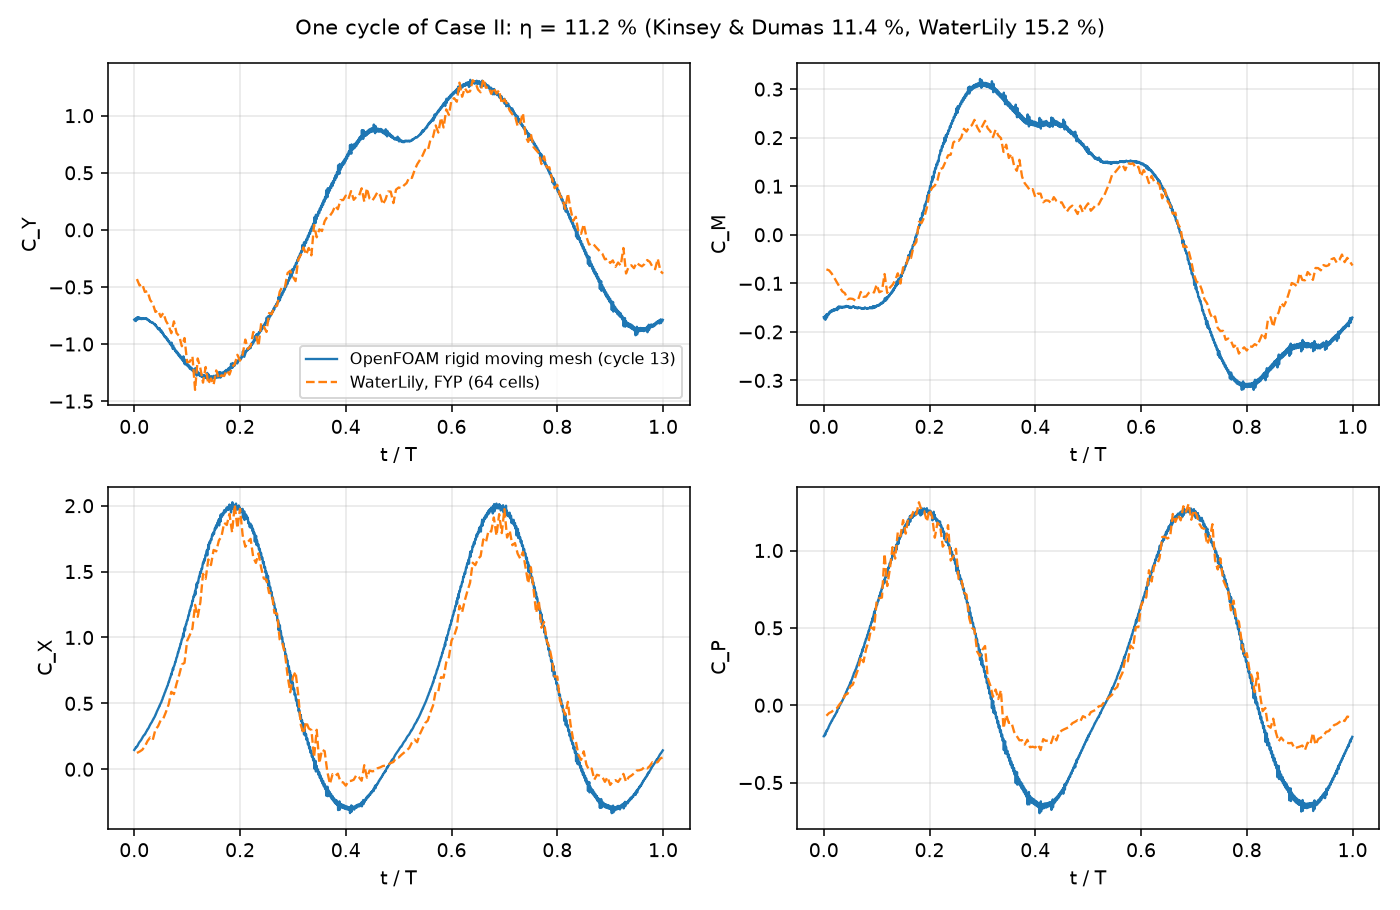 One cycle of Case II: η = 11.2 % (Kinsey & Dumas 11.4 %, WaterLily 15.2 %)
C_Y
1.0
0.5
0.0
−0.5
−1.0
−1.5
OpenFOAM rigid moving mesh (cycle 13)
WaterLily, FYP (64 cells)
0.0 0.2 0.4 0.6 0.8 1.0
t / T
C_M
0.3
0.2
0.1
0.0
−0.1
−0.2
−0.3
0.0 0.2 0.4 0.6 0.8 1.0
t / T
C_X
2.0
1.5
1.0
0.5
0.0
0.0 0.2 0.4 0.6 0.8 1.0
t / T
C_P
1.0
0.5
0.0
−0.5
0.0 0.2 0.4 0.6 0.8 1.0
t / T